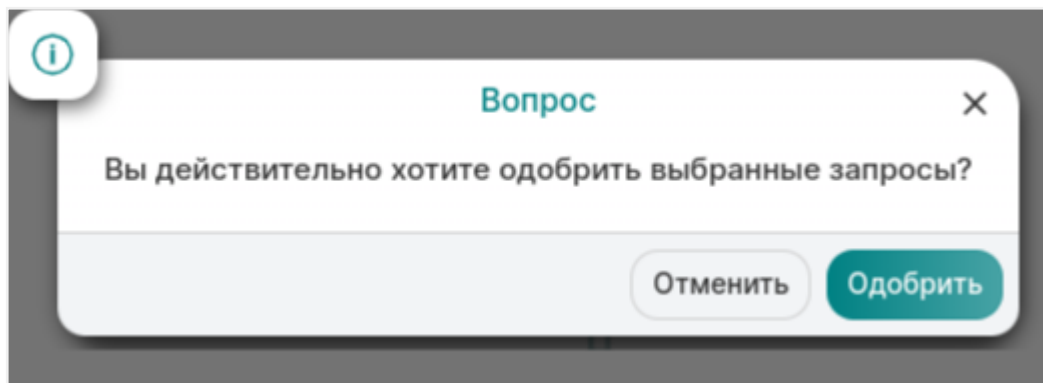 Вопрос
Вы действительно хотите одобрить выбранные запросы?
Отменить
Одобрить